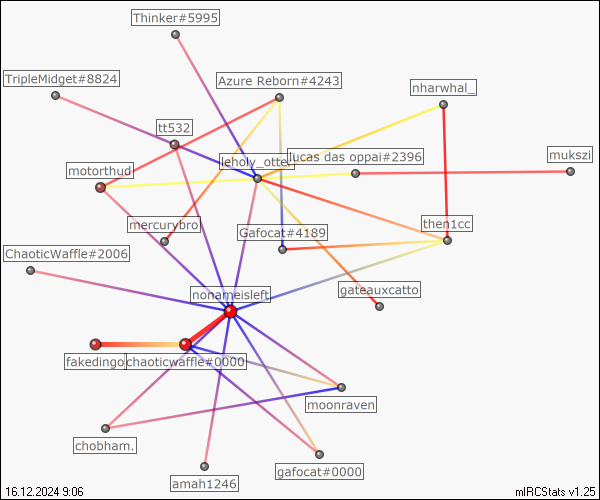 Thinker#5995
TripleMidget#8824
Azure Reborn#4243
nharwhal_
tt532
leholy_otte
lucas das oppai#2396
mukszi
motorthud
mercurybro
Gafocat#4189
then1cc
ChaoticWaffle#2006
nonameisleft
gateauxcatto
fakedingo
chaoticwaffle#0000
moonraven
chobham.
gafocat#0000
amah1246
16.12.2024 9:06
mIRCStats v1.25